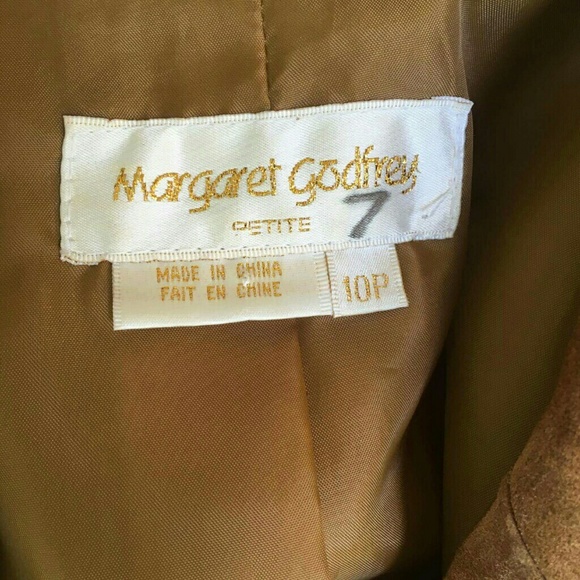 Margaret Godfrey
PETITE
7
MADE IN CHINA
FAIT EN CHINE
10P